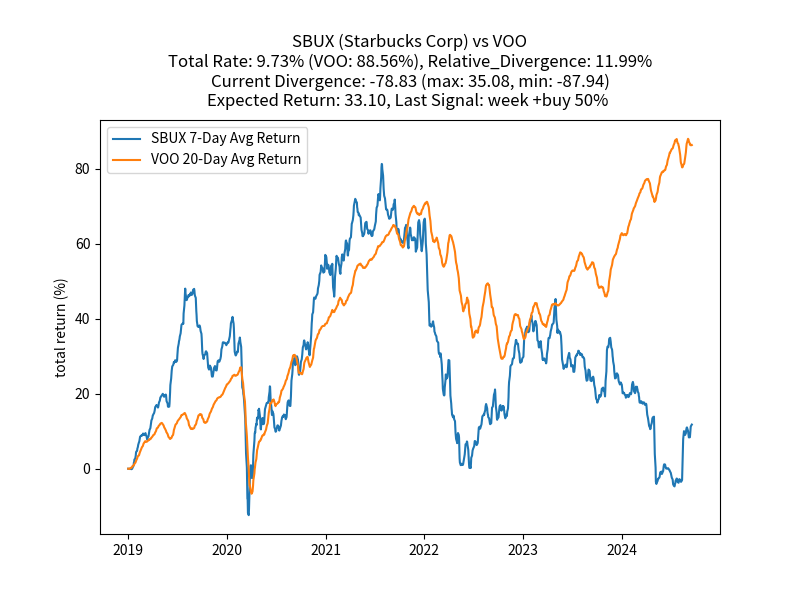 SBUX (Starbucks Corp) vs VOO
Total Rate: 9.73% (VOO: 88.56%), Relative_Divergence: 11.99%
Current Divergence: -78.83 (max: 35.08, min: -87.94)
Expected Return: 33.10, Last Signal: week +buy 50%
SBUX 7-Day Avg Return
VOO 20-Day Avg Return
total return (%)
80
60
40
20
0
2019 2020 2021 2022 2023 2024